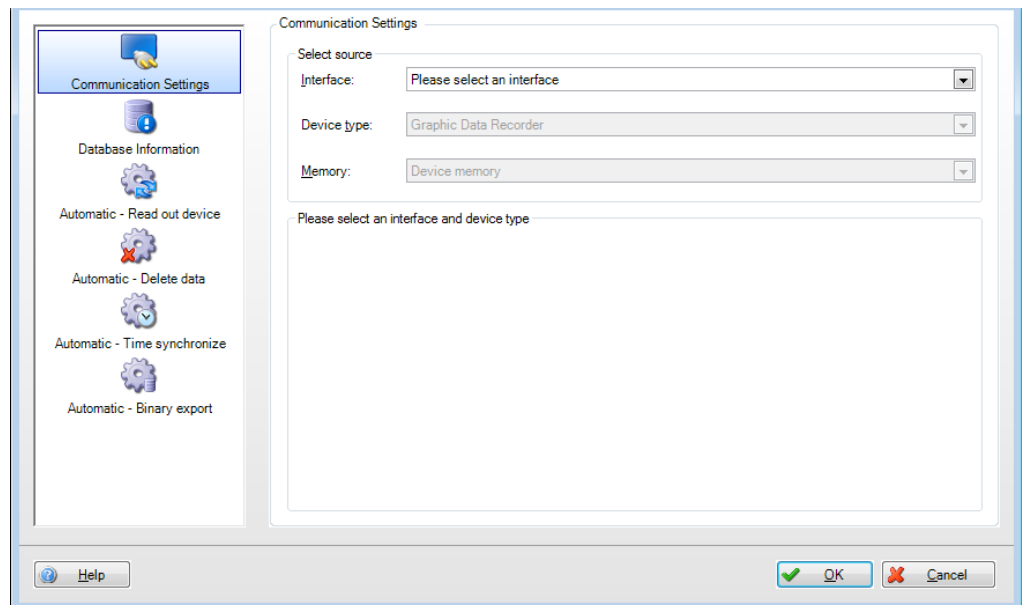 Communication Settings
Database Information
Automatic - Read out device
Automatic - Delete data
Automatic - Time synchronize
Automatic - Binary export
Communication Settings
Select source
Interface: Please select an interface
Device type: Graphic Data Recorder
Memory: Device memory
Please select an interface and device type
Help OK Cancel